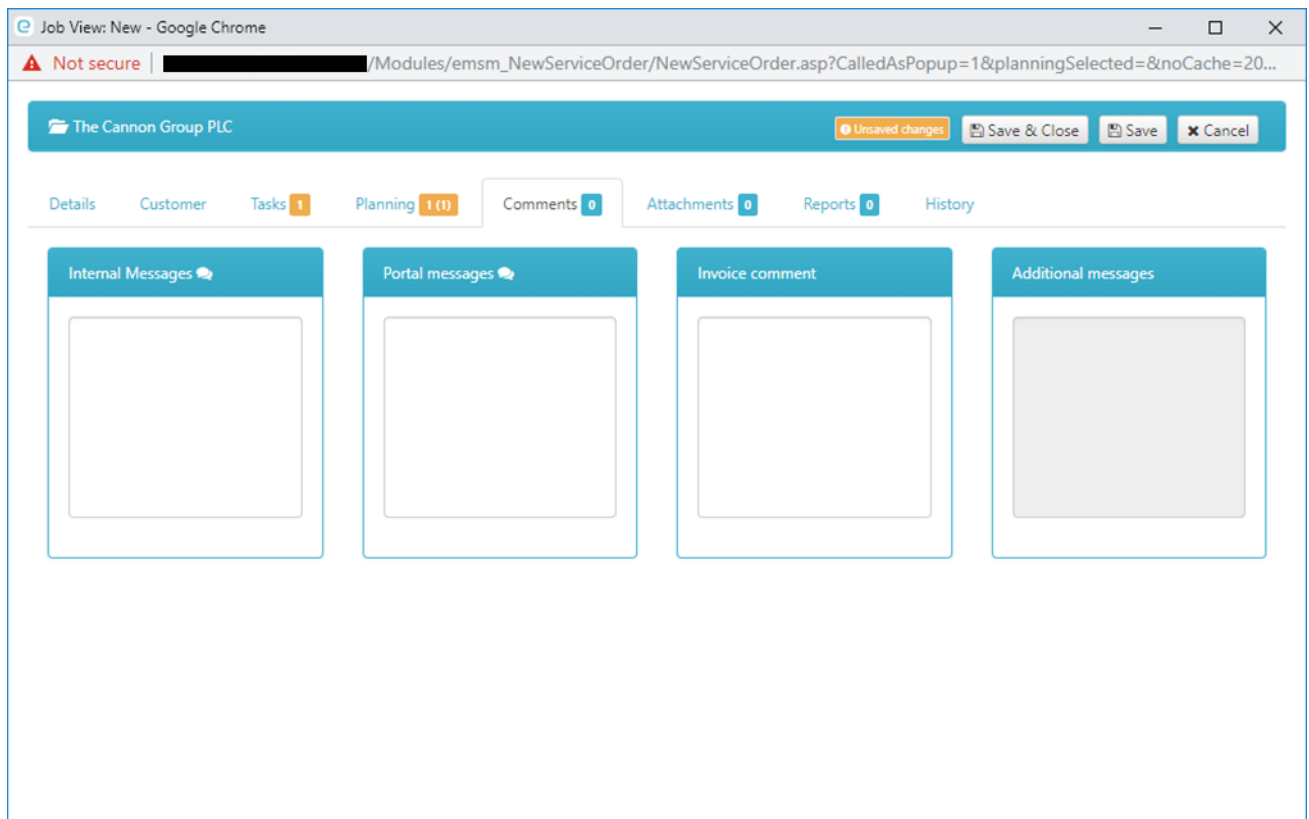 Job View: New - Google Chrome
Not secure /Modules/emsm_NewServiceOrder/NewServiceOrder.asp?CalledAsPopup=1&planningSelected=&noCache=20...
The Cannon Group PLC Unsaved changes Save & Close Save Cancel
Details Customer Tasks 1 Planning 1 (1) Comments 0 Attachments 0 Reports 0 History
Internal Messages Portal messages Invoice comment Additional messages